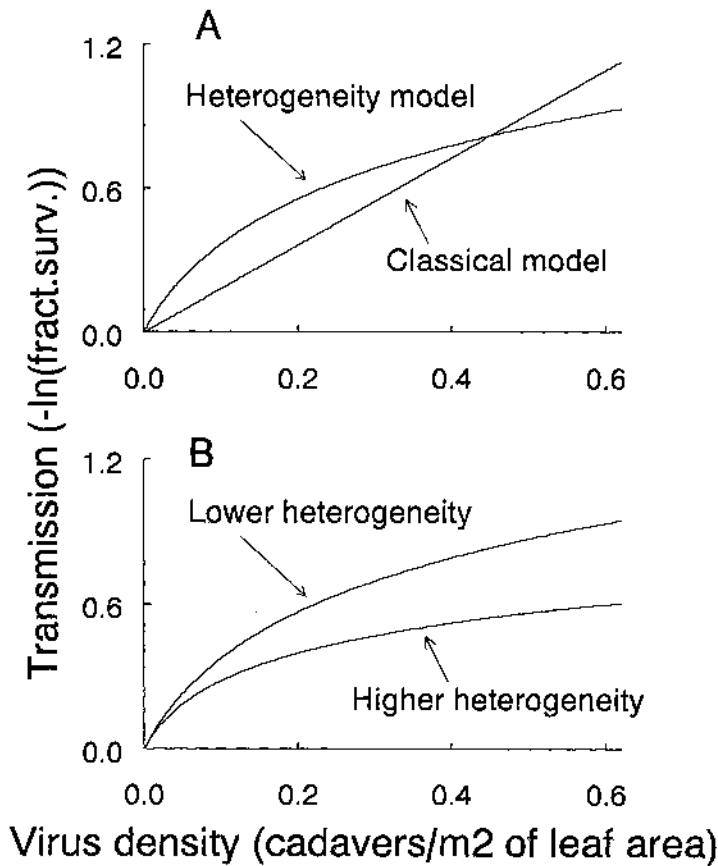 A
1.2
Heterogeneity model
0.6
Classical model
0.0
0.0 0.2 0.4 0.6
B
1.2
Lower heterogeneity
0.6
Higher heterogeneity
0.0
0.0 0.2 0.4 0.6
Transmission (-ln(fract.surv.))
Virus density (cadavers/m2 of leaf area)